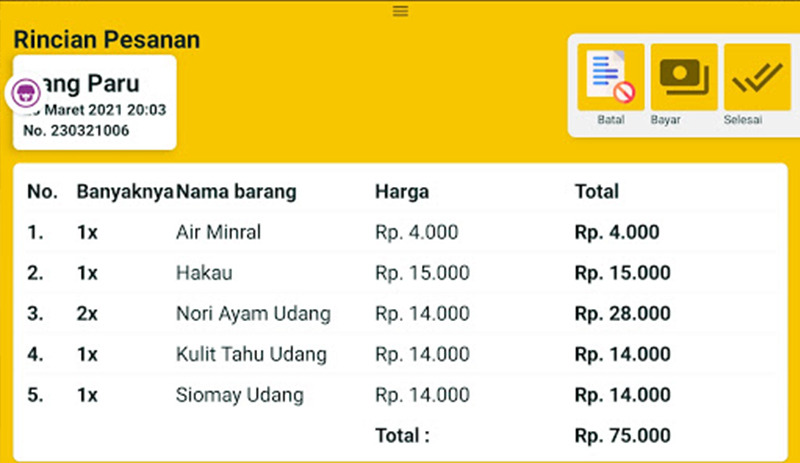 Rincian Pesanan
Paru
Maret 2021 20:03
No. 230321006
Batal Bayar Selesai
No. Banyaknya Nama barang Harga Total
1. 1x Air Minral Rp. 4.000 Rp. 4.000
2. 1x Hakau Rp. 15.000 Rp. 15.000
3. 2x Nori Ayam Udang Rp. 14.000 Rp. 28.000
4. 1x Kulit Tahu Udang Rp. 14.000 Rp. 14.000
5. 1x Siomay Udang Rp. 14.000 Rp. 14.000
Total : Rp. 75.000